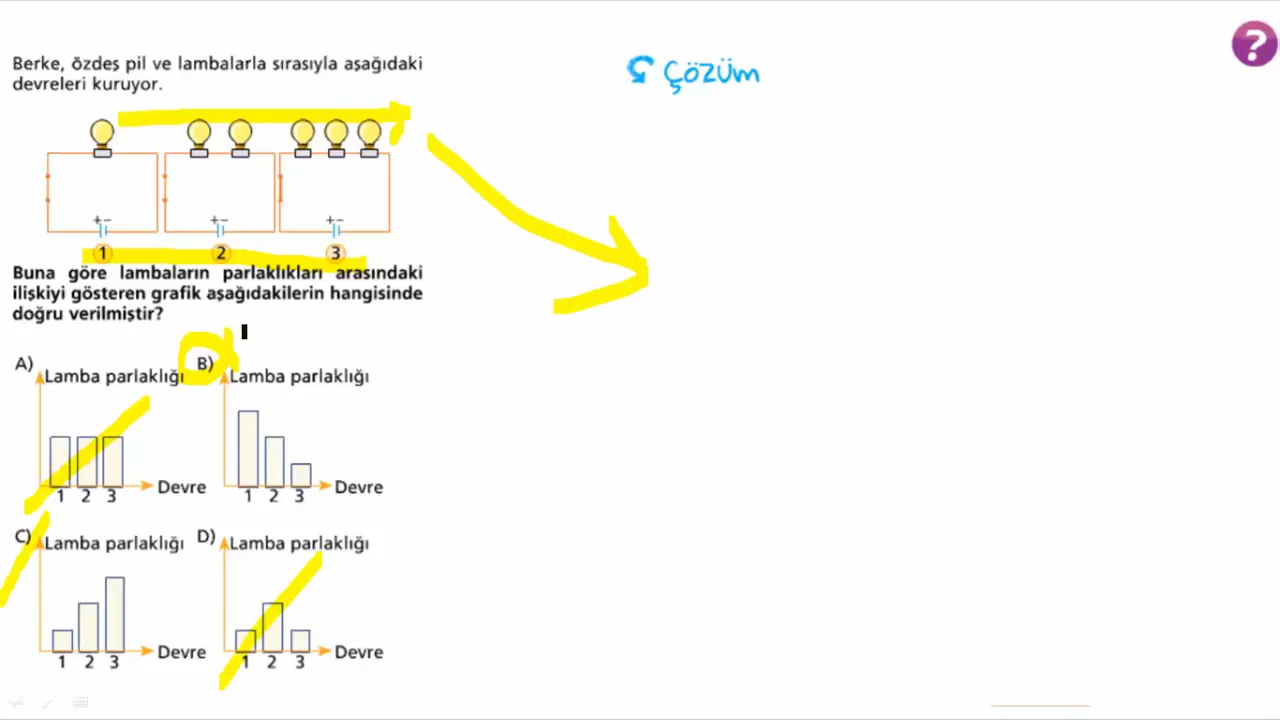 Berke, özdeş pil ve lambalarla sırasıyla aşağıdaki
devreleri kuruyor.
Çözüm
?
+ − + − + −
1 2 3
Buna göre lambaların parlaklıkları arasındaki
ilişkiyi gösteren grafik aşağıdakilerin hangisinde
doğru verilmiştir?
A) Lamba parlaklığı
1 2 3 Devre
B) Lamba parlaklığı
1 2 3 Devre
C) Lamba parlaklığı
1 2 3 Devre
D) Lamba parlaklığı
1 2 3 Devre